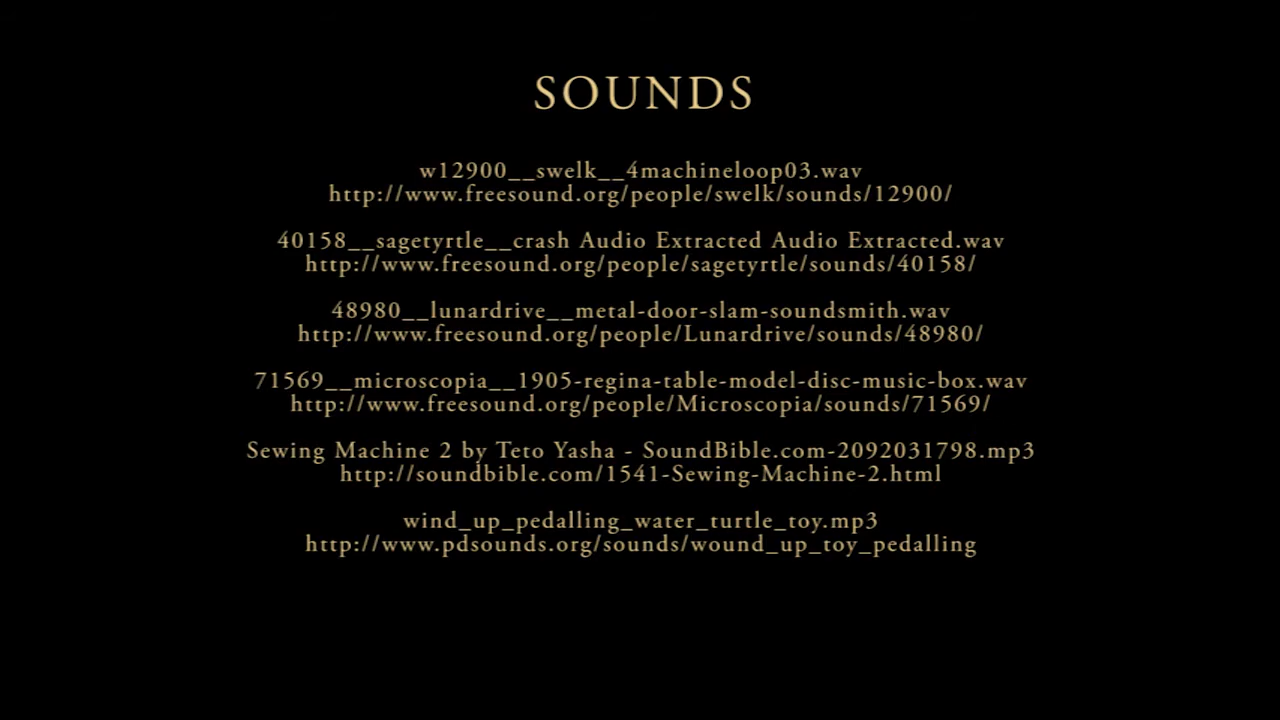 SOUNDS
w12900__swelk__4machineloop03.wav
http://www.freesound.org/people/swelk/sounds/12900/
40158__sagetyrtle__crash Audio Extracted Audio Extracted.wav
http://www.freesound.org/people/sagetyrtle/sounds/40158/
48980__lunardrive__metal-door-slam-soundsmith.wav
http://www.freesound.org/people/Lunardrive/sounds/48980/
71569__microscopia__1905-regina-table-model-disc-music-box.wav
http://www.freesound.org/people/Microscopia/sounds/71569/
Sewing Machine 2 by Teto Yasha - SoundBible.com-2092031798.mp3
http://soundbible.com/1541-Sewing-Machine-2.html
wind_up_pedalling_water_turtle_toy.mp3
http://www.pdsounds.org/sounds/wound_up_toy_pedalling